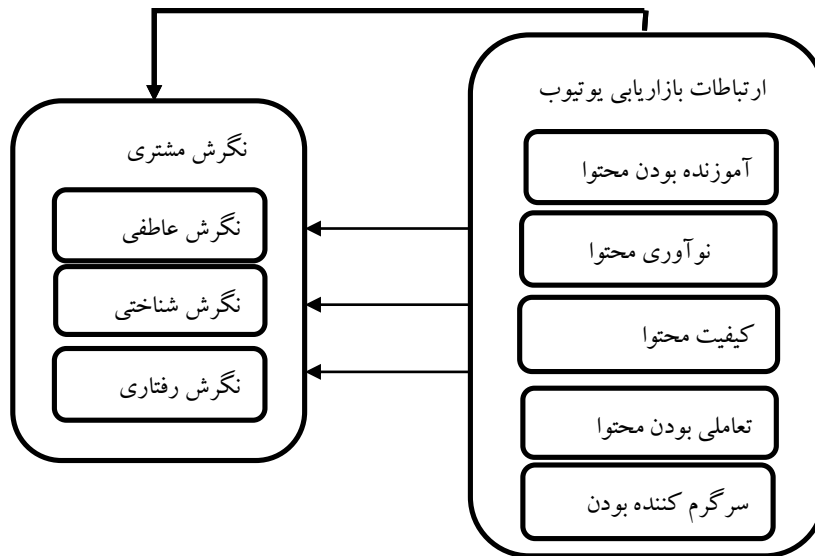 ارتباطات بازاریابی یوتیوب
آموزنده بودن محتوا
نوآوری محتوا
کیفیت محتوا
تعاملی بودن محتوا
سرگرم کننده بودن
نگرش مشتری
نگرش عاطفی
نگرش شناختی
نگرش رفتاری